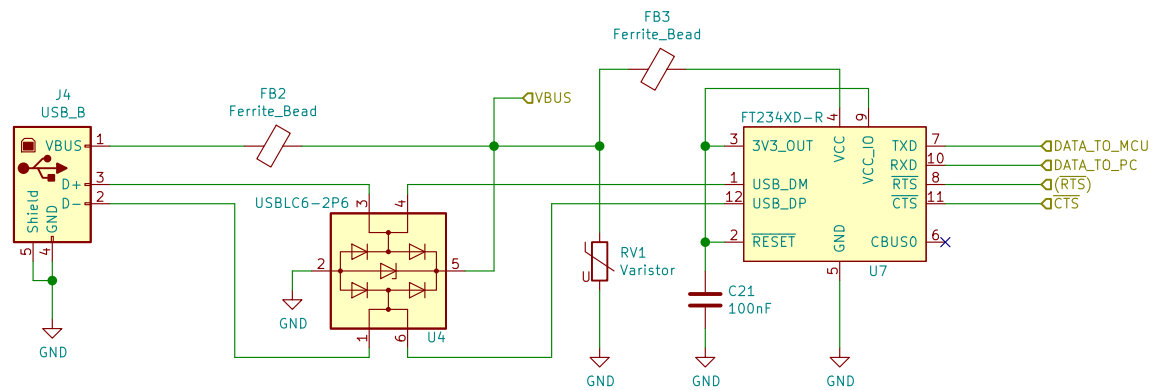 FB3
Ferrite_Bead
J4
USB_B
FB2
Ferrite_Bead
VBUS
FT234XD-R
4
9
VBUS
1
3
3V3_OUT
VCC
VCC_IO
TXD
7
DATA_TO_MCU
RXD
10
DATA_TO_PC
D+
3
1
USB_DM
RTS
8
(RTS)
D-
2
USBLC6-2P6
3
4
12
USB_DP
CTS
11
CTS
Shield
GND
5
4
2
RESET
GND
CBUS0
6
2
5
RV1
Varistor
U
5
U7
C21
100nF
GND
1
6
U4
GND
GND
GND
GND